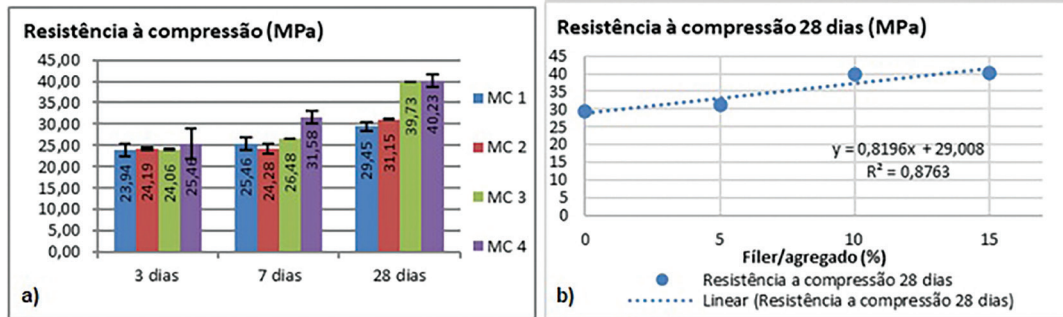 Resistência à compressão (MPa)
45,00
40,00
35,00
30,00
25,00
20,00
15,00
10,00
5,00
0,00
23,94
24,19
24,06
25,46
25,46
24,28
26,48
31,58
29,45
31,15
39,73
40,23
3 dias
7 dias
28 dias
MC 1
MC 2
MC 3
MC 4
a)
Resistência à compressão 28 dias (MPa)
45
40
35
30
25
20
15
10
5
0
y = 0,8196x + 29,008
R² = 0,8763
0
5
10
15
Fíler/agregado (%)
Resistência a compressão 28 dias
Linear (Resistência a compressão 28 dias)
b)